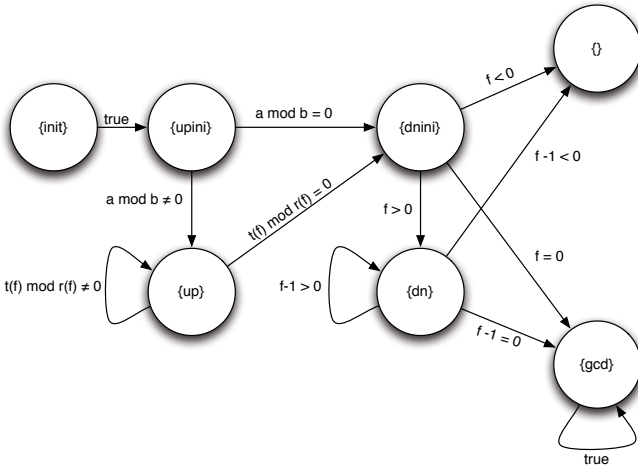 {}
f < 0
{init}
true
{upini}
a mod b = 0
{dnini}
f -1 < 0
a mod b ≠ 0
t(f) mod r(f) = 0
f > 0
f = 0
t(f) mod r(f) ≠ 0
{up}
f-1 > 0
{dn}
f -1 = 0
{gcd}
true